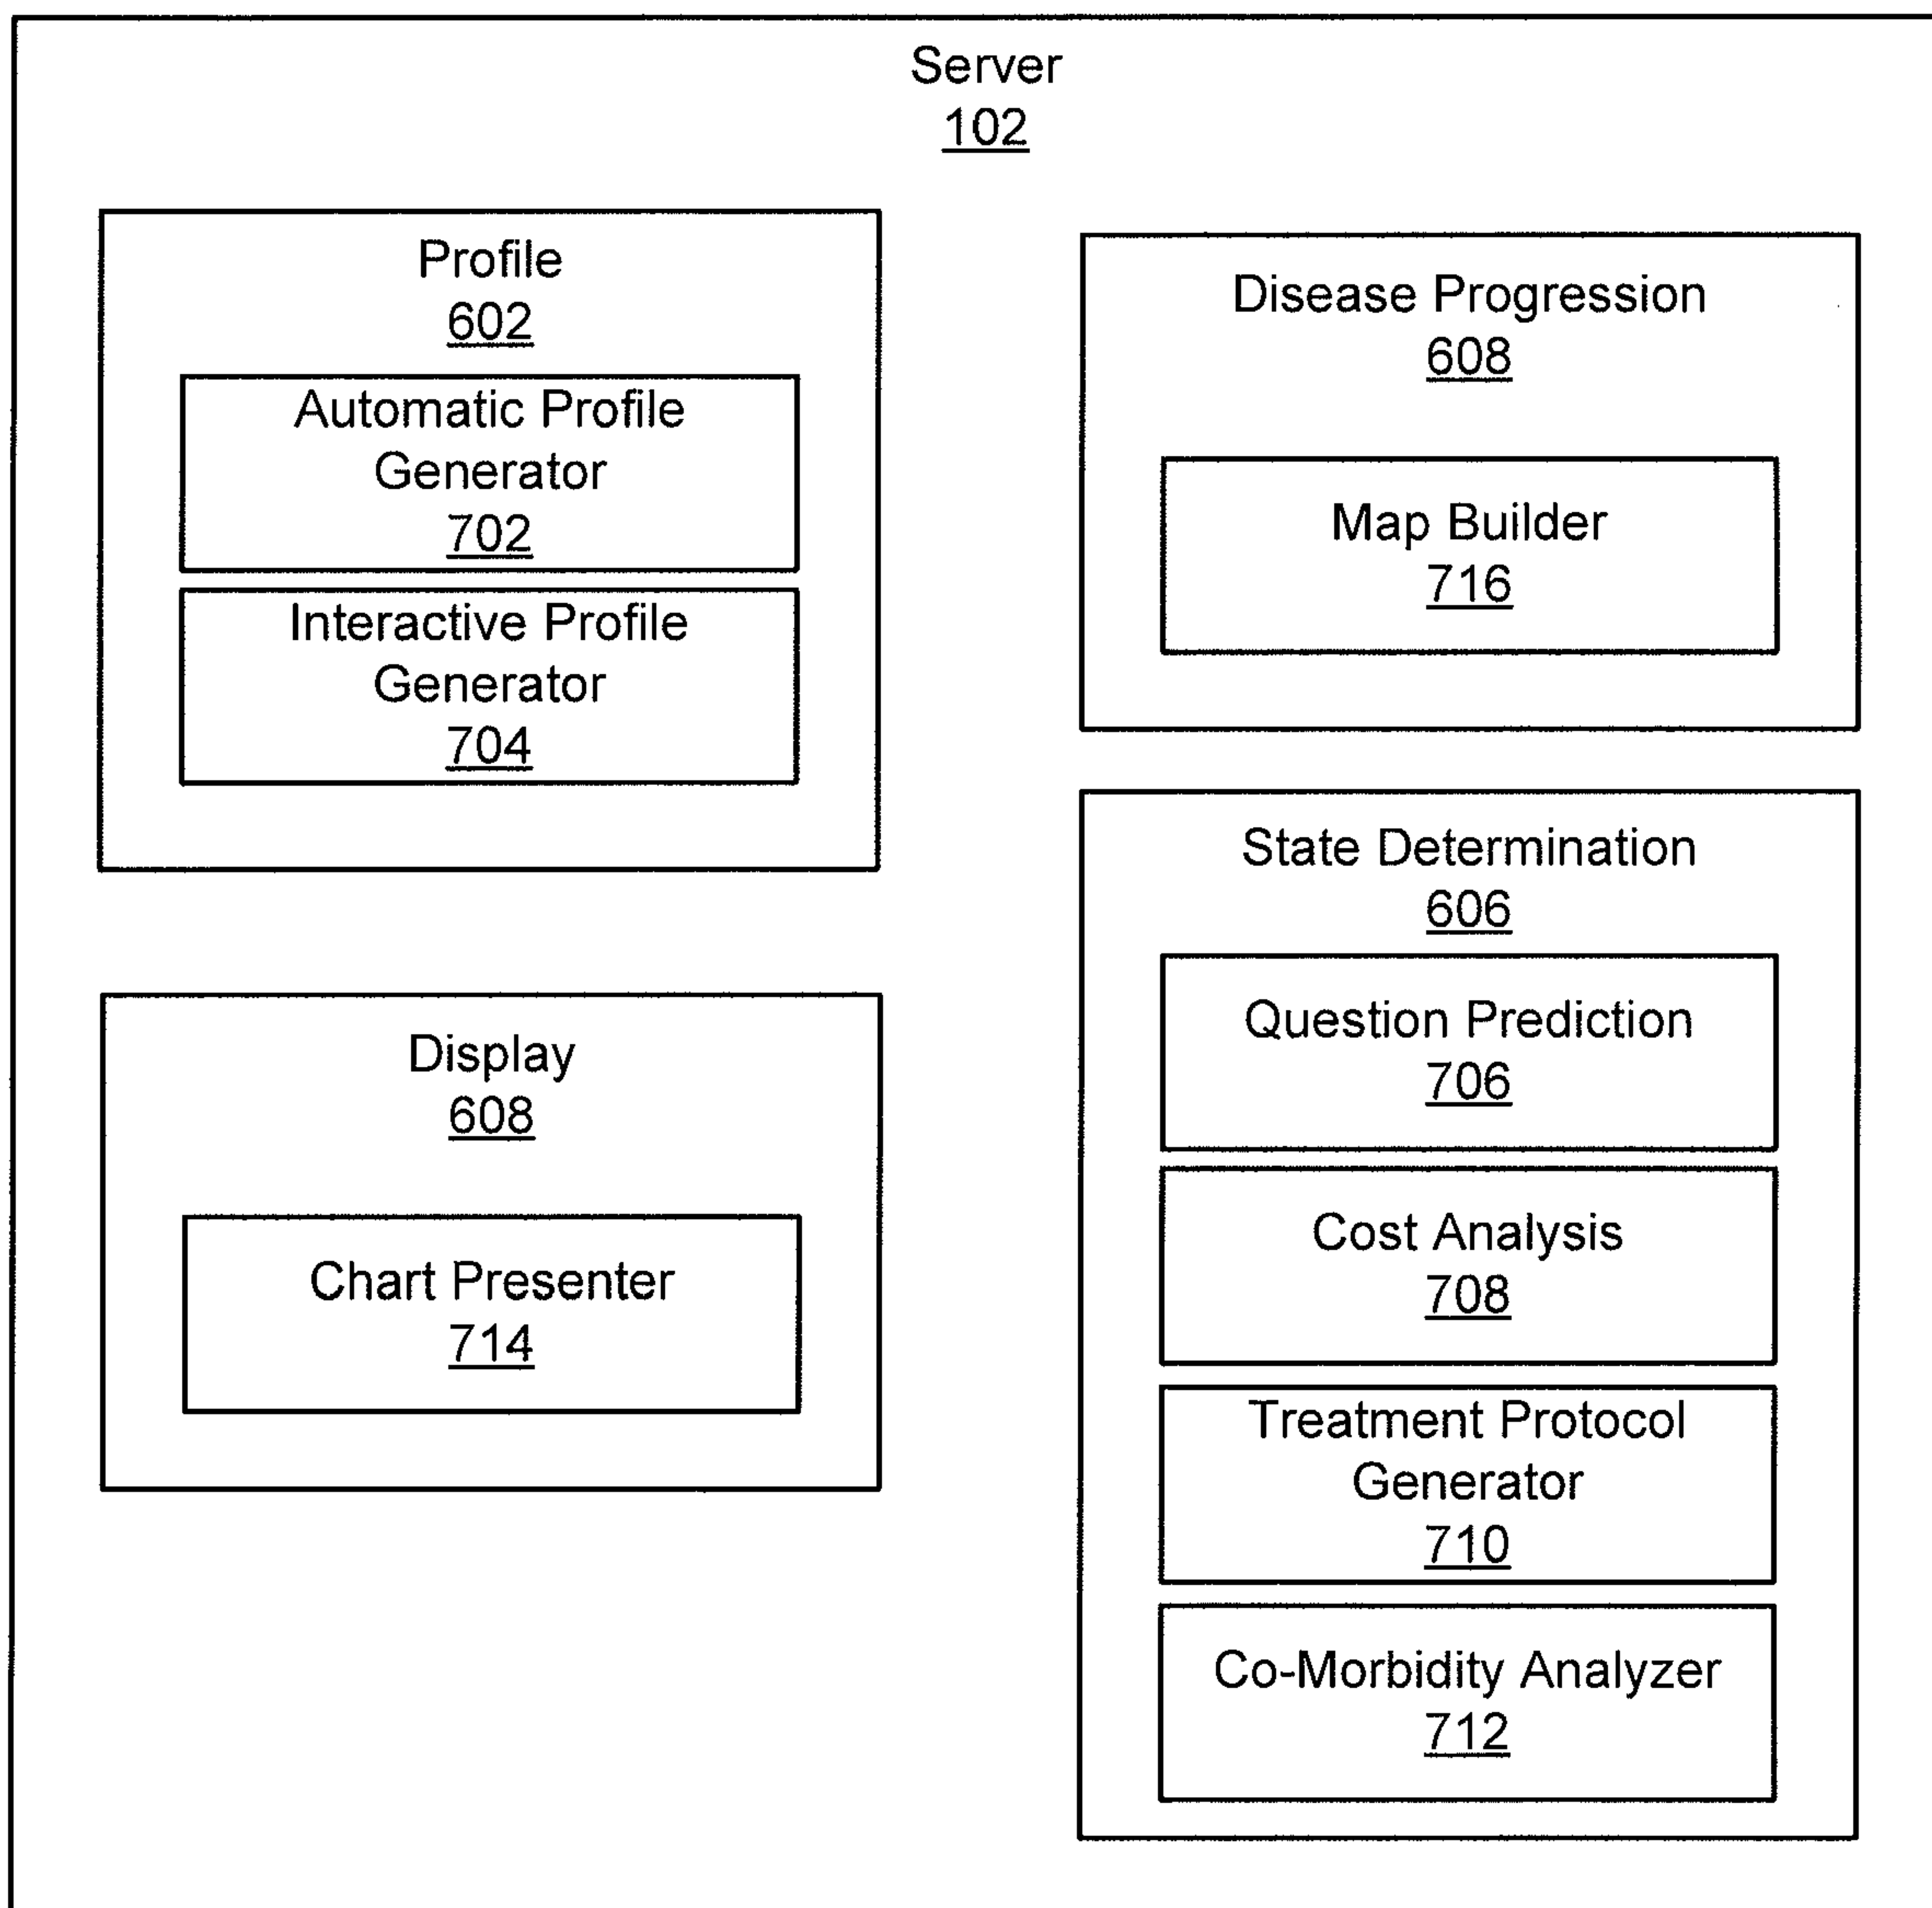 Server
102
Profile
602
Automatic Profile
Generator
702
Interactive Profile
Generator
704
Display
608
Chart Presenter
714
Disease Progression
608
Map Builder
716
State Determination
606
Question Prediction
706
Cost Analysis
708
Treatment Protocol
Generator
710
Co-Morbidity Analyzer
712